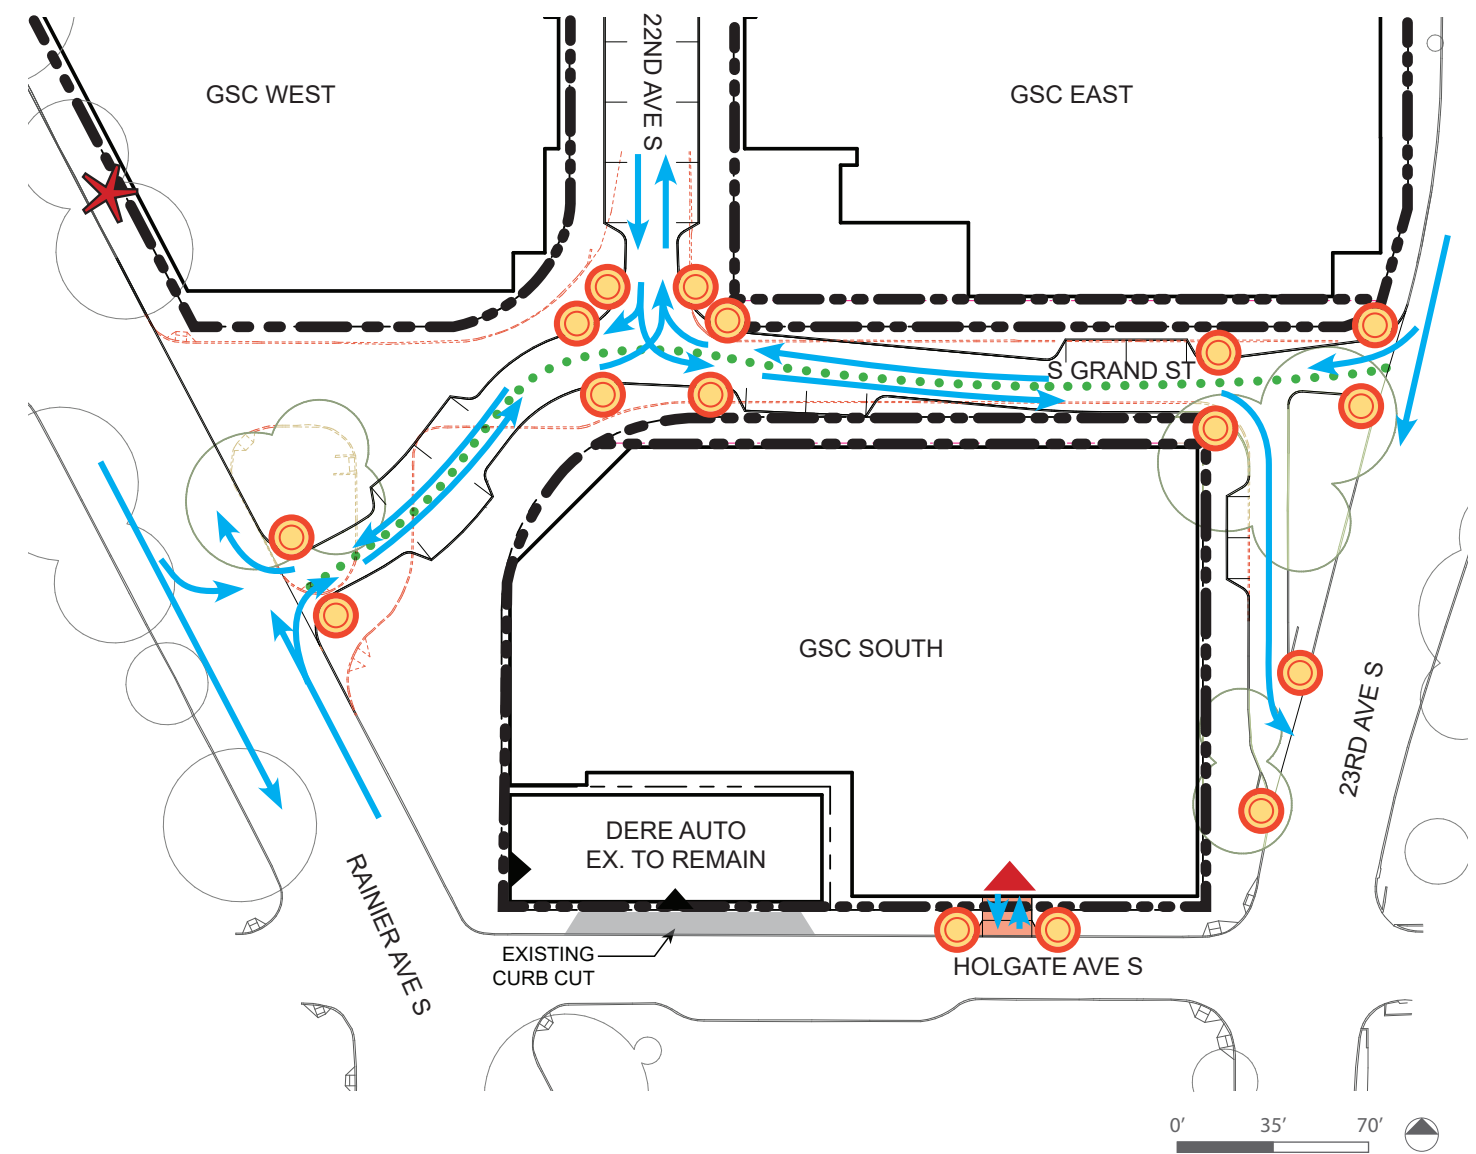 22ND AVE S
GSC WEST
GSC EAST
S GRAND ST
GSC SOUTH
23RD AVE S
DERE AUTO
EX. TO REMAIN
RAINIER AVE S
EXISTING
CURB CUT
HOLGATE AVE S
0' 35' 70'